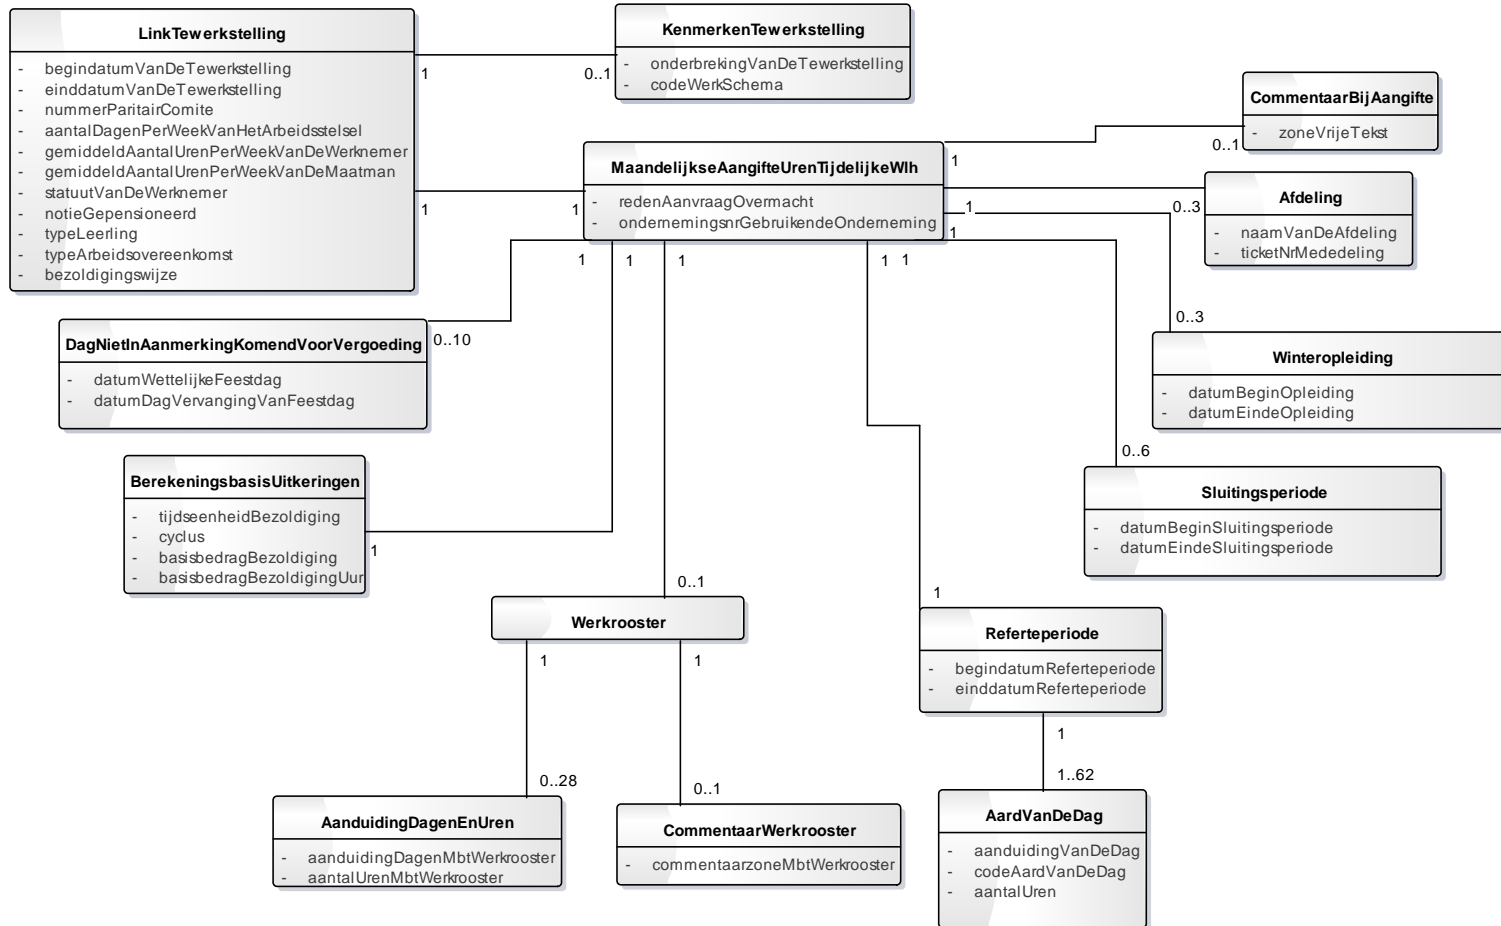 LinkTewerkstelling
- begindatumVanDeTewerkstelling
- einddatumVanDeTewerkstelling
- nummerParitairComite
- aantalDagenPerWeekVanHetArbeidsstelsel
- gemiddeldAantalUrenPerWeekVanDeWerknemer
- gemiddeldAantalUrenPerWeekVanDeMaatman
- statuutVanDeWerknemer
- notieGepensioneerd
- typeLeerling
- typeArbeidsovereenkomst
- bezoldigingswijze
1
0..1
KenmerkenTewerkstelling
- onderbrekingVanDeTewerkstelling
- codeWerkSchema
CommentaarBijAangifte
- zoneVrijeTekst
1
0..1
MaandelijkseAangifteUrenTijdelijkeWlh
- redenAanvraagOvermacht
- ondernemingsnrGebruikendeOnderneming
1
1
Afdeling
- naamVanDeAfdeling
- ticketNrMededeling
0..3
1
1
1
1
1
1
1
DagNietInAanmerkingKomendVoorVergoeding
- datumWettelijkeFeestdag
- datumDagVervangingVanFeestdag
0..10
0..3
Winteropleiding
- datumBeginOpleiding
- datumEindeOpleiding
0..6
Sluitingsperiode
- datumBeginSluitingsperiode
- datumEindeSluitingsperiode
BerekeningsbasisUitkeringen
- tijdseenheidBezoldiging
- cyclus
- basisbedragBezoldiging
- basisbedragBezoldigingUur
1
0..1
Werkrooster
1
1
1
Referteperiode
- begindatumReferteperiode
- einddatumReferteperiode
1
1..62
0..28
AanduidingDagenEnUren
- aanduidingDagenMbtWerkrooster
- aantalUrenMbtWerkrooster
0..1
CommentaarWerkrooster
- commentaarzoneMbtWerkrooster
AardVanDeDag
- aanduidingVanDeDag
- codeAardVanDeDag
- aantalUren